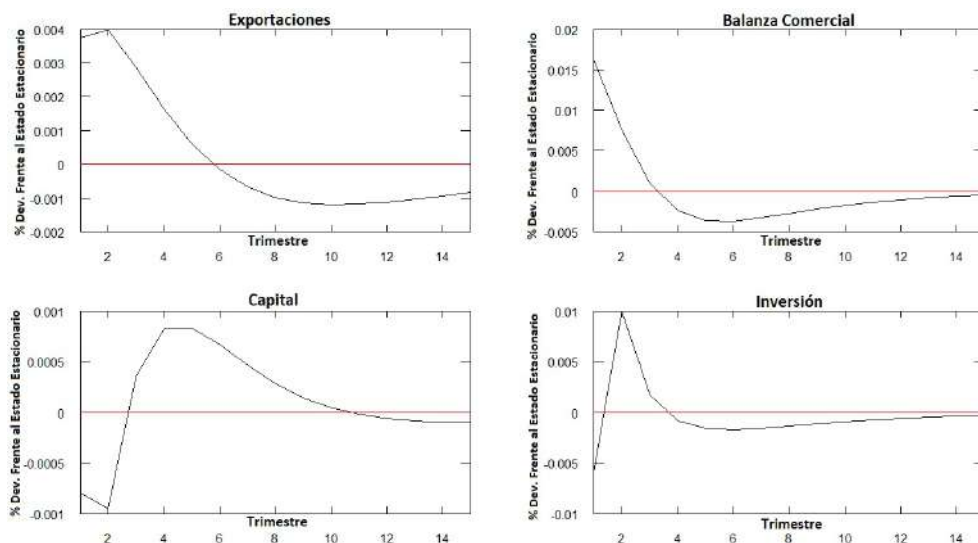 Exportaciones
% Dev. Frente al Estado Estacionario
0.004
0.003
0.002
0.001
0
-0.001
-0.002
Trimestre
2 4 6 8 10 12 14
Balanza Comercial
% Dev. Frente al Estado Estacionario
0.02
0.015
0.01
0.005
0
-0.005
Trimestre
2 4 6 8 10 12 14
Capital
% Dev. Frente al Estado Estacionario
0.001
0.0005
0
-0.0005
-0.001
Trimestre
2 4 6 8 10 12 14
Inversión
% Dev. Frente al Estado Estacionario
0.01
0.005
0
-0.005
-0.01
Trimestre
2 4 6 8 10 12 14